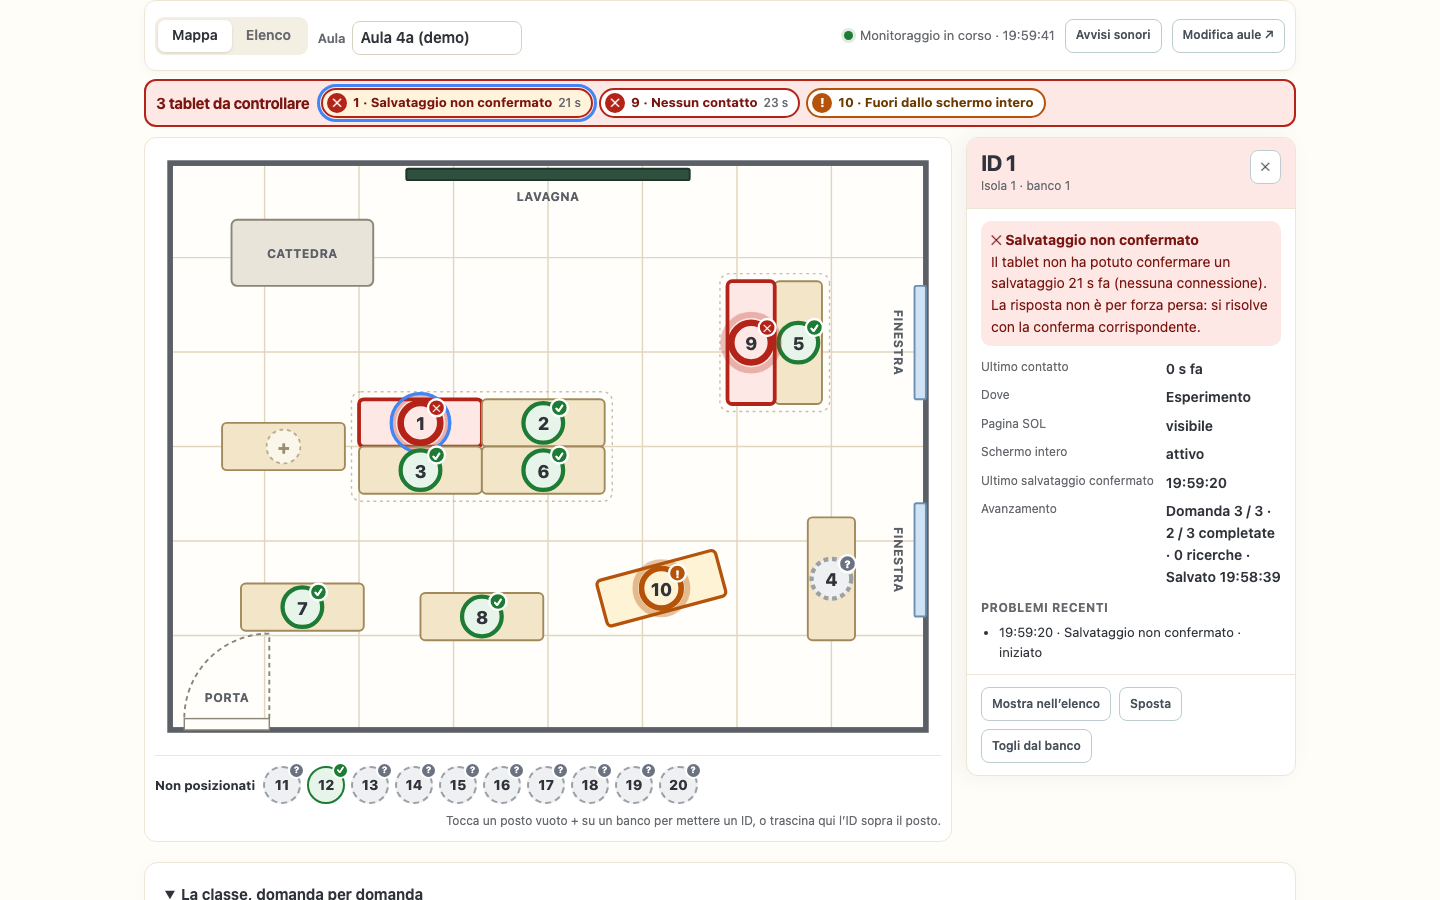 Mappa
Elenco
Aula
Aula 4a (demo)
Monitoraggio in corso · 19:59:41
Avvisi sonori
Modifica aule ↗
3 tablet da controllare
1 · Salvataggio non confermato 21 s
9 · Nessun contatto 23 s
! 10 · Fuori dallo schermo intero
LAVAGNA
CATTEDRA
FINESTRA
9
5
1
2
+
3
6
FINESTRA
4 ?
10 !
7
8
PORTA
Non posizionati
11 ?
12
13 ?
14 ?
15 ?
16 ?
17 ?
18 ?
19 ?
20 ?
Tocca un posto vuoto + su un banco per mettere un ID, o trascina qui l’ID sopra il posto.
ID 1
Isola 1 · banco 1
×
Salvataggio non confermato
Il tablet non ha potuto confermare un
salvataggio 21 s fa (nessuna connessione).
La risposta non è per forza persa: si risolve
con la conferma corrispondente.
Ultimo contatto 0 s fa
Dove Esperimento
Pagina SOL visibile
Schermo intero attivo
Ultimo salvataggio confermato 19:59:20
Avanzamento Domanda 3 / 3 ·
2 / 3 completate
· 0 ricerche ·
Salvato 19:58:39
PROBLEMI RECENTI
• 19:59:20 · Salvataggio non confermato ·
iniziato
Mostra nell’elenco
Sposta
Togli dal banco
▼ La classe, domanda per domanda